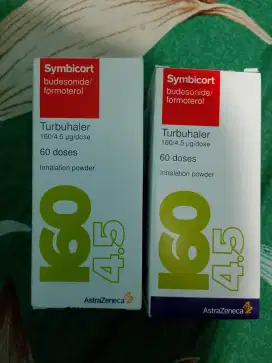 Symbicort
budesonide/
formoterol
Turbuhaler
160/4.5 µg/dose
60 doses
Inhalation powder
160
4.5
AstraZeneca
Symbicort
budesonide/
formoterol
Turbuhaler
160/4.5 µg/dose
60 doses
Inhalation powder
160
4.5
AstraZeneca